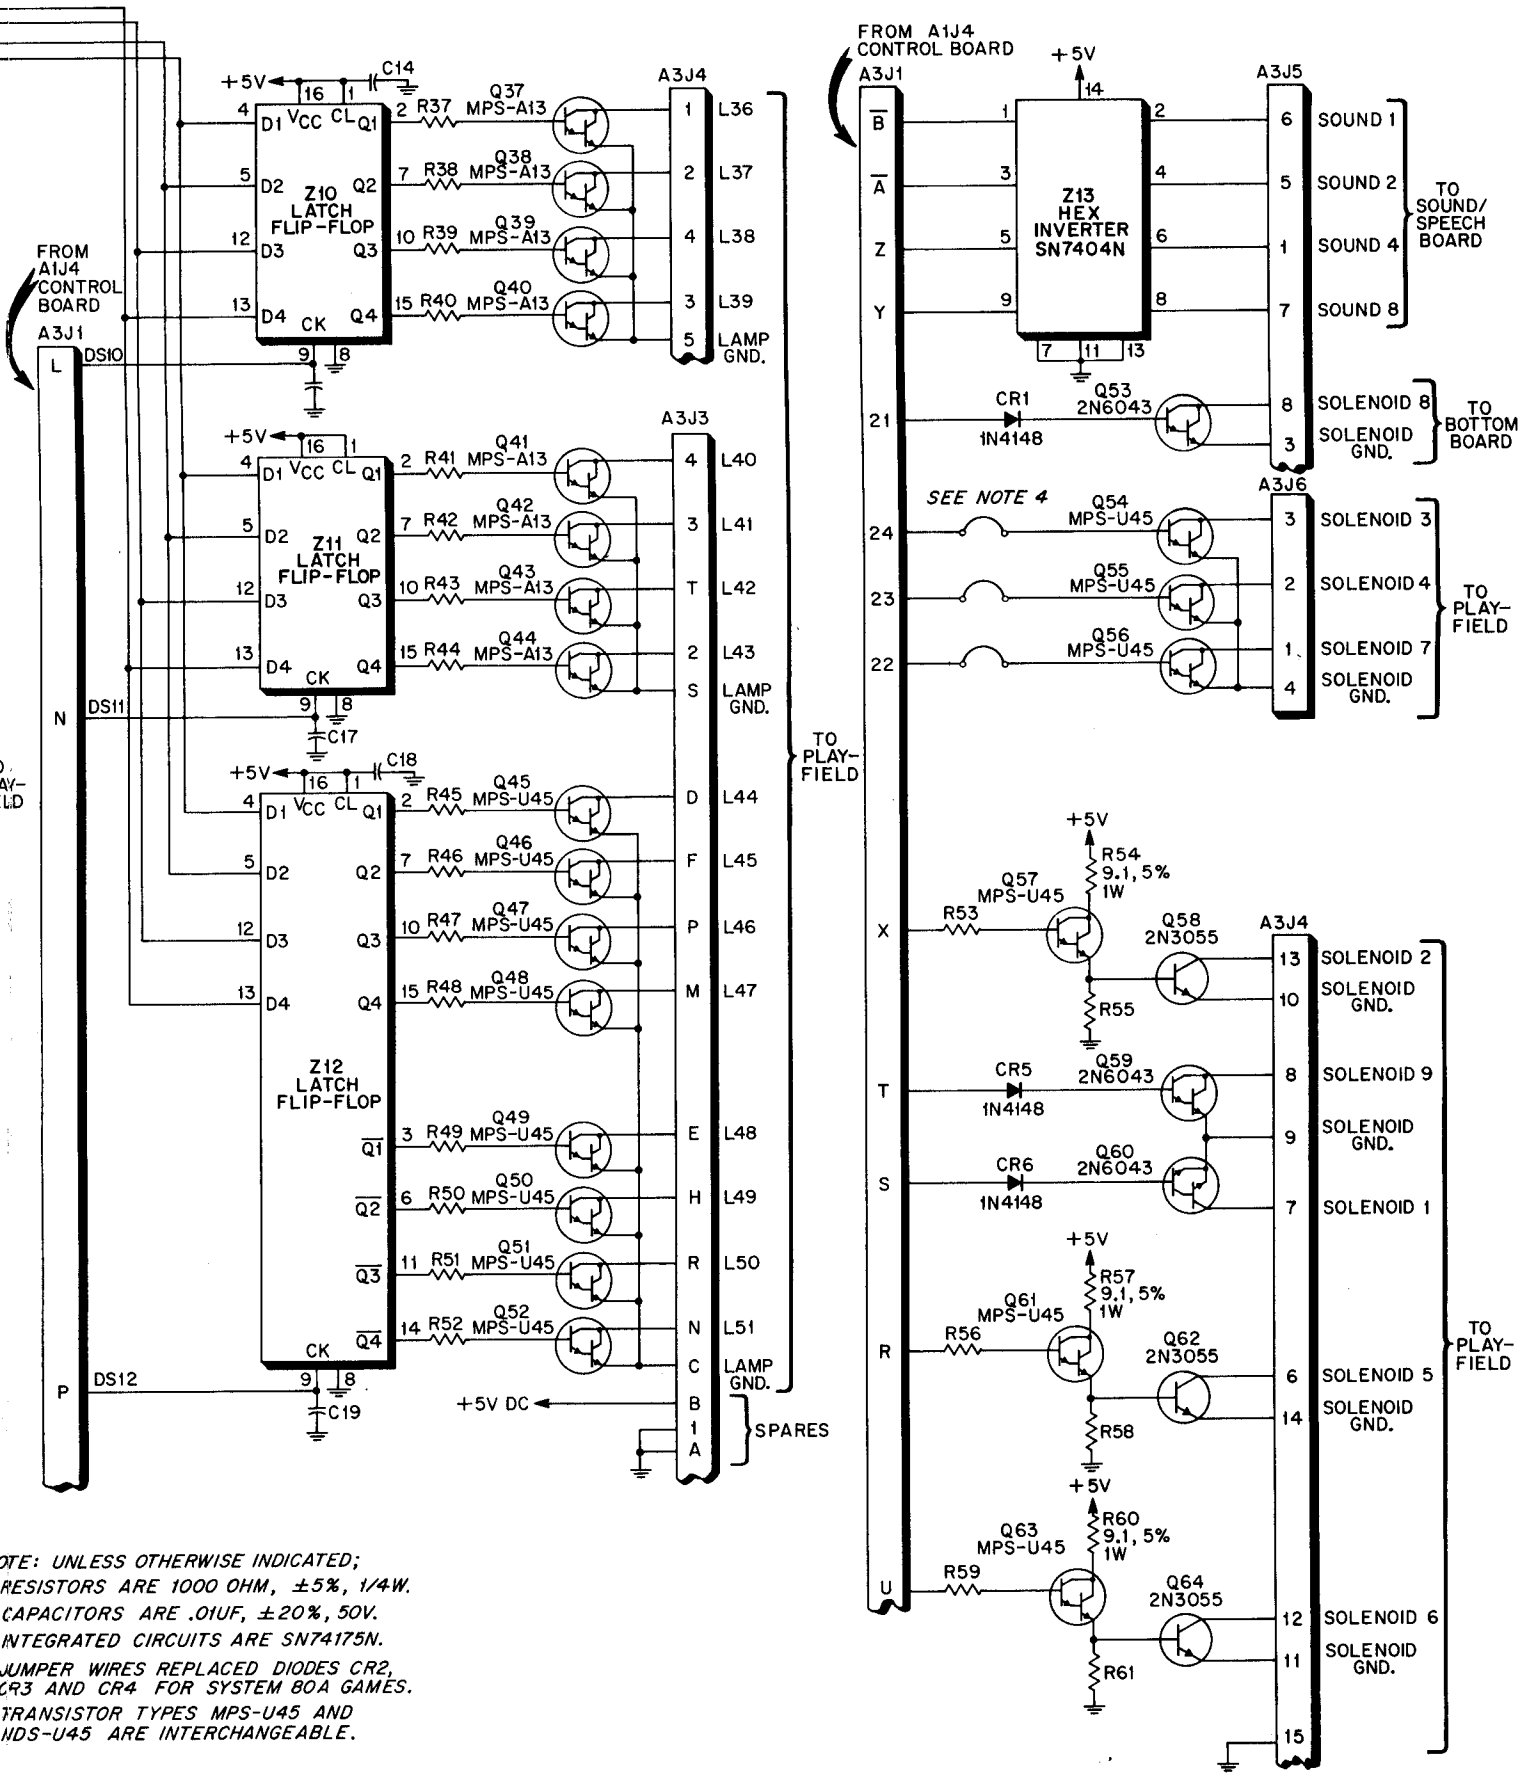 FROM
A1J4
CONTROL
BOARD
A3J1
L
DS10
N
DS11
P
DS12
+5V
C14
16
1
4
D1
VCC
CL
Q1
2
R37
Q37
MPS-A13
5
D2
Q2
7
R38
Q38
MPS-A13
Z10
LATCH
FLIP-FLOP
12
D3
Q3
10
R39
Q39
MPS-A13
13
D4
CK
Q4
15
R40
Q40
MPS-A13
9
8
A3J4
1
L36
2
L37
4
L38
3
L39
5
LAMP
GND.
+5V
16
1
4
D1
VCC
CL
Q1
2
R41
Q41
MPS-A13
5
D2
Q2
7
R42
Q42
MPS-A13
Z11
LATCH
FLIP-FLOP
12
D3
Q3
10
R43
Q43
MPS-A13
13
D4
CK
Q4
15
R44
Q44
MPS-A13
9
8
C17
A3J3
4
L40
3
L41
T
L42
2
L43
S
LAMP
GND.
+5V
C18
16
1
4
D1
VCC
CL
Q1
2
R45
Q45
MPS-U45
D
L44
5
D2
Q2
7
R46
Q46
MPS-U45
F
L45
12
D3
Q3
10
R47
Q47
MPS-U45
P
L46
13
D4
Q4
15
R48
Q48
MPS-U45
M
L47
Z12
LATCH
FLIP-FLOP
Q̅1̅
3
R49
Q49
MPS-U45
E
L48
Q̅2̅
6
R50
Q50
MPS-U45
H
L49
Q̅3̅
11
R51
Q51
MPS-U45
R
L50
Q̅4̅
14
R52
Q52
MPS-U45
N
L51
CK
9
8
C19
C
LAMP
GND.
+5V DC
B
1
A
SPARES
TO
PLAY-
FIELD
FROM A1J4
CONTROL BOARD
A3J1
+5V
14
B̅
1
2
A̅
3
4
Z
5
6
Y
9
8
Z13
HEX
INVERTER
SN7404N
7
11
13
A3J5
6
SOUND 1
5
SOUND 2
1
SOUND 4
7
SOUND 8
TO
SOUND/
SPEECH
BOARD
21
CR1
1N4148
Q53
2N6043
8
SOLENOID 8
3
SOLENOID
GND.
TO
BOTTOM
BOARD
A3J6
SEE NOTE 4
24
Q54
MPS-U45
3
SOLENOID 3
23
Q55
MPS-U45
2
SOLENOID 4
22
Q56
MPS-U45
1
SOLENOID 7
4
SOLENOID
GND.
TO
PLAY-
FIELD
+5V
R54
9.1, 5%
1W
Q57
MPS-U45
X
R53
R55
Q58
2N3055
A3J4
13
SOLENOID 2
10
SOLENOID
GND.
T
CR5
1N4148
Q59
2N6043
8
SOLENOID 9
9
SOLENOID
GND.
S
CR6
1N4148
Q60
2N6043
7
SOLENOID 1
+5V
R57
9.1, 5%
1W
Q61
MPS-U45
R
R56
R58
Q62
2N3055
6
SOLENOID 5
14
SOLENOID
GND.
+5V
R60
9.1, 5%
1W
Q63
MPS-U45
U
R59
R61
Q64
2N3055
12
SOLENOID 6
11
SOLENOID
GND.
15
TO
PLAY-
FIELD
OTE: UNLESS OTHERWISE INDICATED;
RESISTORS ARE 1000 OHM, ±5%, 1/4W.
CAPACITORS ARE .01UF, ±20%, 50V.
INTEGRATED CIRCUITS ARE SN74175N.
JUMPER WIRES REPLACED DIODES CR2,
CR3 AND CR4 FOR SYSTEM 80A GAMES.
TRANSISTOR TYPES MPS-U45 AND
NDS-U45 ARE INTERCHANGEABLE.